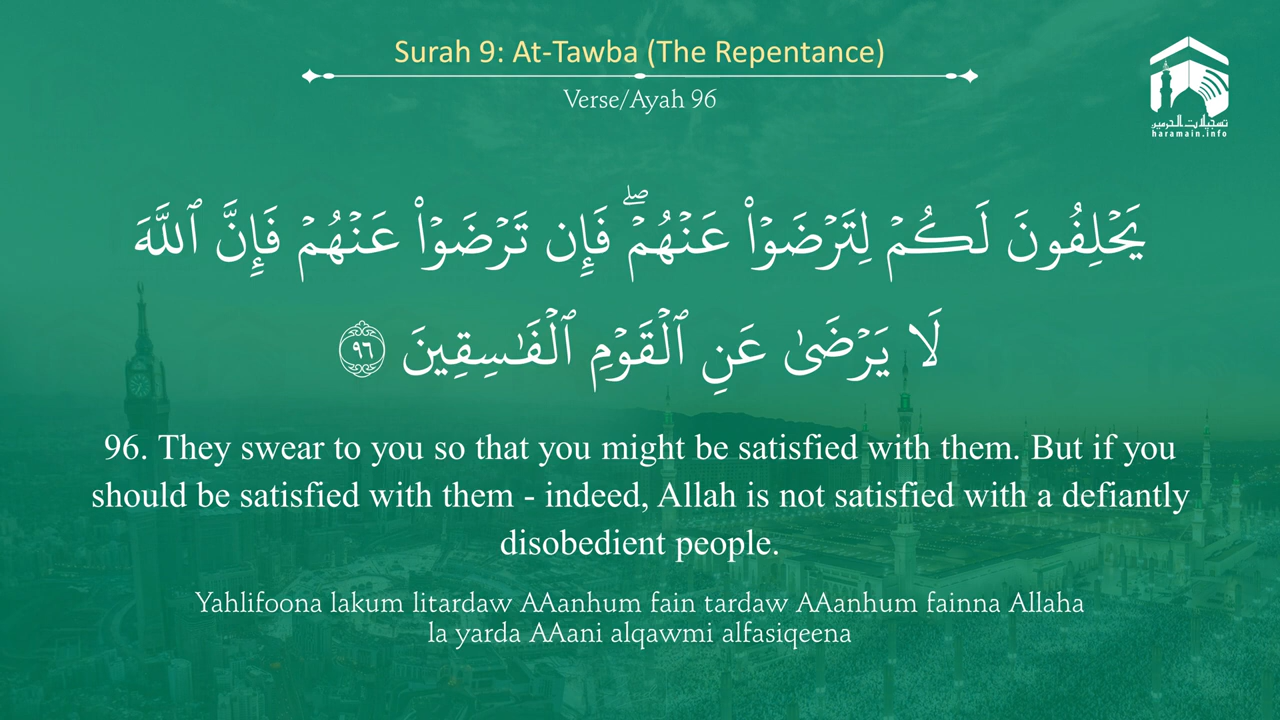 Surah 9: At-Tawba (The Repentance)
Verse/Ayah 96
تسجيلات الحرمين
haramain.info
يَحْلِفُونَ لَكُمْ لِتَرْضَوْا۟ عَنْهُمْ ۖ فَإِن تَرْضَوْا۟ عَنْهُمْ فَإِنَّ ٱللَّهَ
لَا يَرْضَىٰ عَنِ ٱلْقَوْمِ ٱلْفَـٰسِقِينَ ٩٦
96. They swear to you so that you might be satisfied with them. But if you
should be satisfied with them - indeed, Allah is not satisfied with a defiantly
disobedient people.
Yahlifoona lakum litardaw AAanhum fain tardaw AAanhum fainna Allaha
la yarda AAani alqawmi alfasiqeena